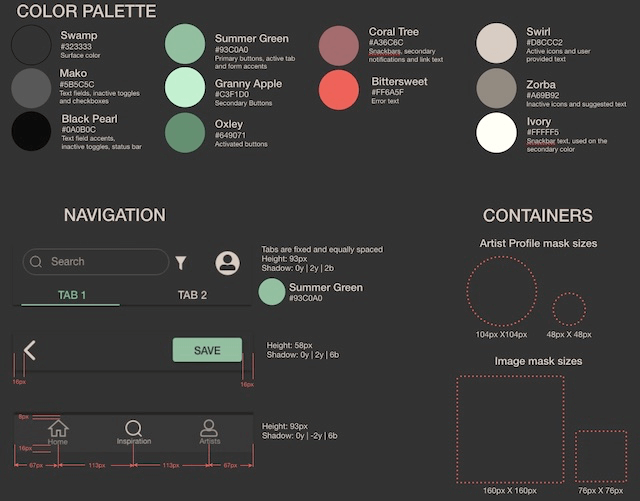 COLOR PALETTE
Swamp
#323333
Surface color
Mako
#5B5C5C
Text fields, inactive toggles
and checkboxes
Black Pearl
#0A0B0C
Text field accents,
inactive toggles, status bar
Summer Green
#93C0A0
Primary buttons, active tab
and form accents
Granny Apple
#C3F1D0
Secondary Buttons
Oxley
#649071
Activated buttons
Coral Tree
#A36C6C
Snackbars, secondary
notifications and link text
Bittersweet
#FF6A5F
Error text
Swirl
#D8CCC2
Active icons and user
provided text
Zorba
#A69B92
Inactive icons and suggested text
Ivory
#FFFFF5
Snackbar text, used on the
secondary color
NAVIGATION
Search
TAB 1
TAB 2
Tabs are fixed and equally spaced
Height: 93px
Shadow: 0y | 2y | 2b
Summer Green
#93C0A0
SAVE
16px
16px
Height: 58px
Shadow: 0y | 2y | 6b
8px
Home
Inspiration
Artists
16px
67px
113px
113px
67px
Height: 93px
Shadow: 0y | -2y | 6b
CONTAINERS
Artist Profile mask sizes
104px X104px
48px X 48px
Image mask sizes
160px X 160px
76px X 76px